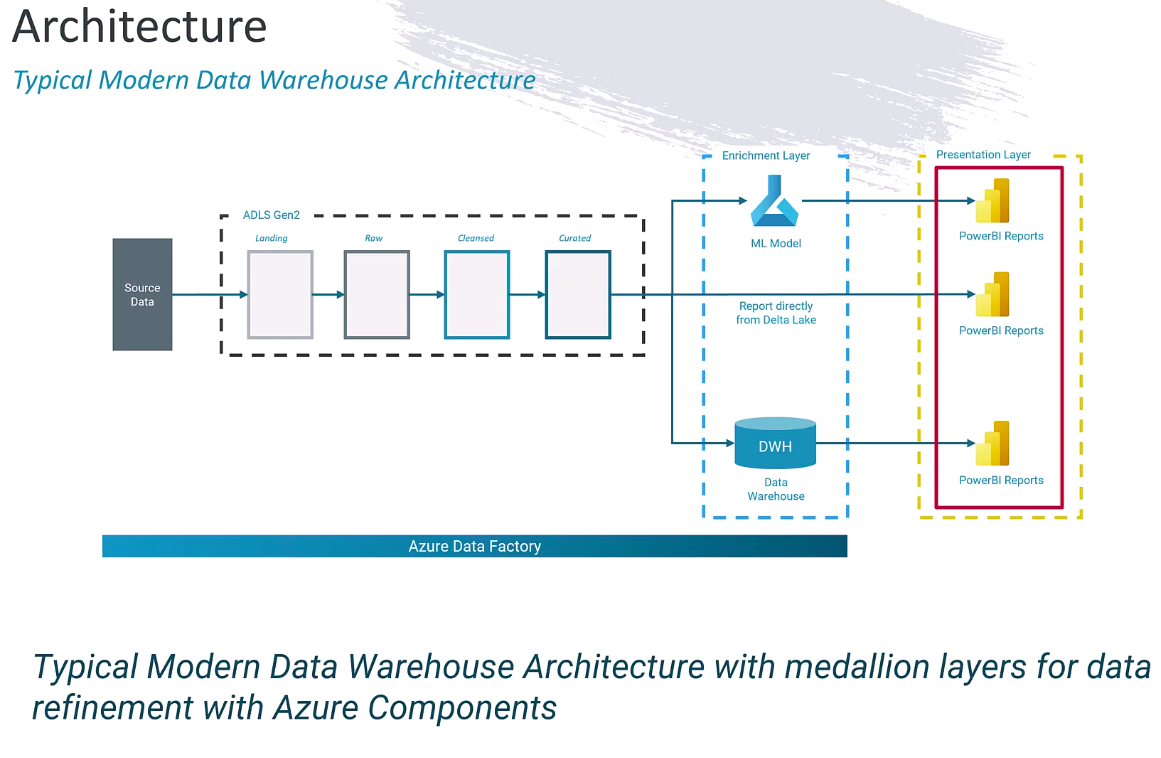 Architecture
Typical Modern Data Warehouse Architecture
Enrichment Layer
Presentation Layer
ADLS Gen2
Landing
Raw
Cleansed
Curated
Source
Data
ML Model
PowerBI Reports
Report directly
from Delta Lake
PowerBI Reports
DWH
Data
Warehouse
PowerBI Reports
Azure Data Factory
Typical Modern Data Warehouse Architecture with medallion layers for data
refinement with Azure Components